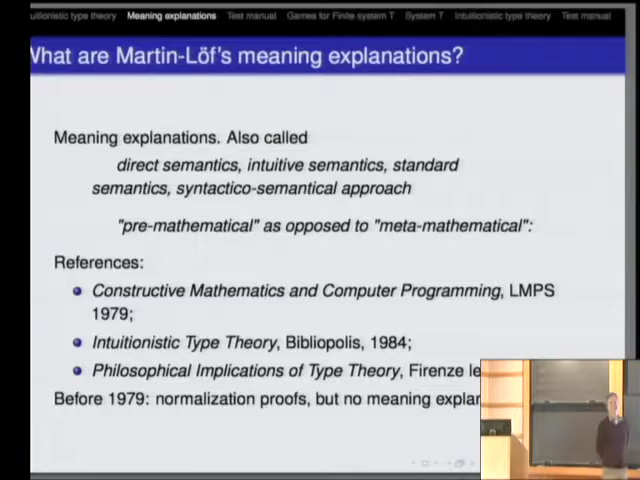 uitionistic type theory Meaning explanations Test manual Games for Finite system T System T Intuitionistic type theory Test manual
What are Martin-Löf's meaning explanations?
Meaning explanations. Also called
direct semantics, intuitive semantics, standard
semantics, syntactico-semantical approach
"pre-mathematical" as opposed to "meta-mathematical":
References:
Constructive Mathematics and Computer Programming, LMPS
1979;
Intuitionistic Type Theory, Bibliopolis, 1984;
Philosophical Implications of Type Theory, Firenze le
Before 1979: normalization proofs, but no meaning explan